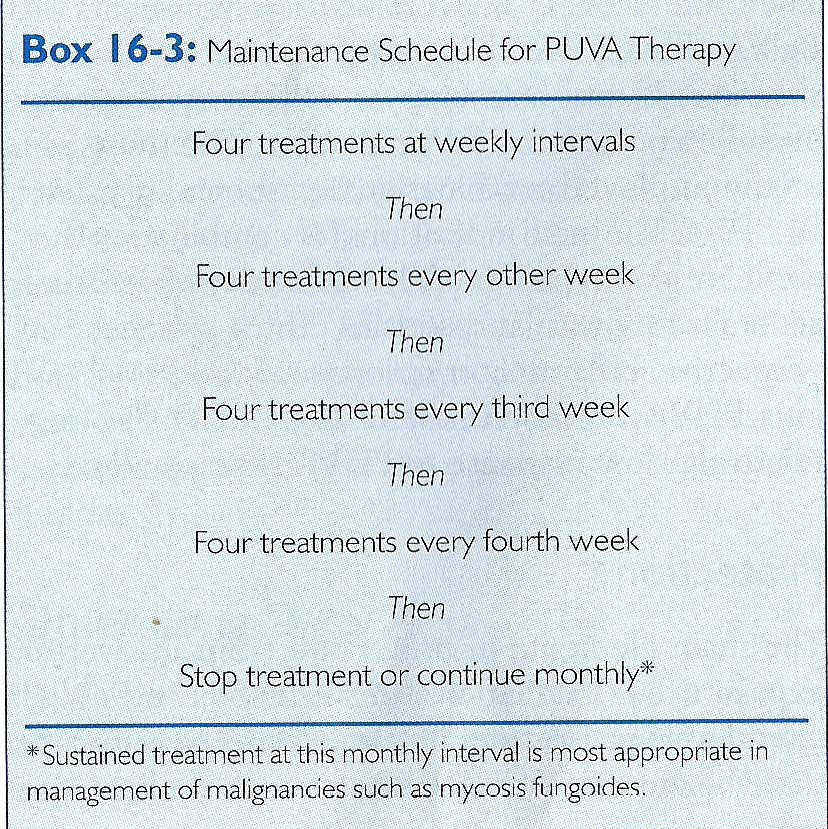 Box 16-3: Maintenance Schedule for PUVA Therapy
Four treatments at weekly intervals
Then
Four treatments every other week
Then
Four treatments every third week
Then
Four treatments every fourth week
Then
Stop treatment or continue monthly*
*Sustained treatment at this monthly interval is most appropriate in
management of malignancies such as mycosis fungoides.